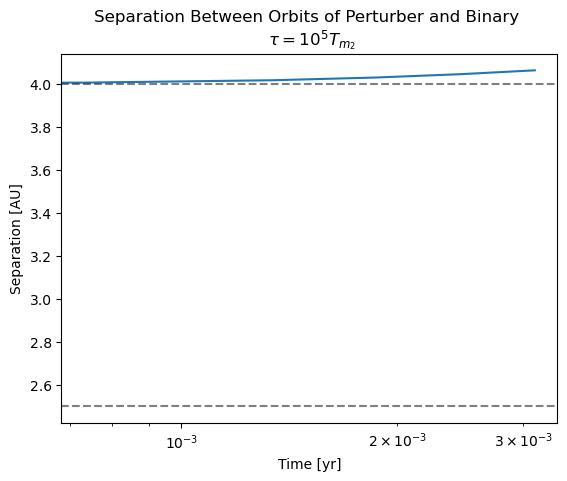 Separation Between Orbits of Perturber and Binary
τ = 10⁵T_{m₂}
4.0
3.8
3.6
3.4
3.2
3.0
2.8
2.6
Separation [AU]
10⁻³
2 × 10⁻³
3 × 10⁻³
Time [yr]